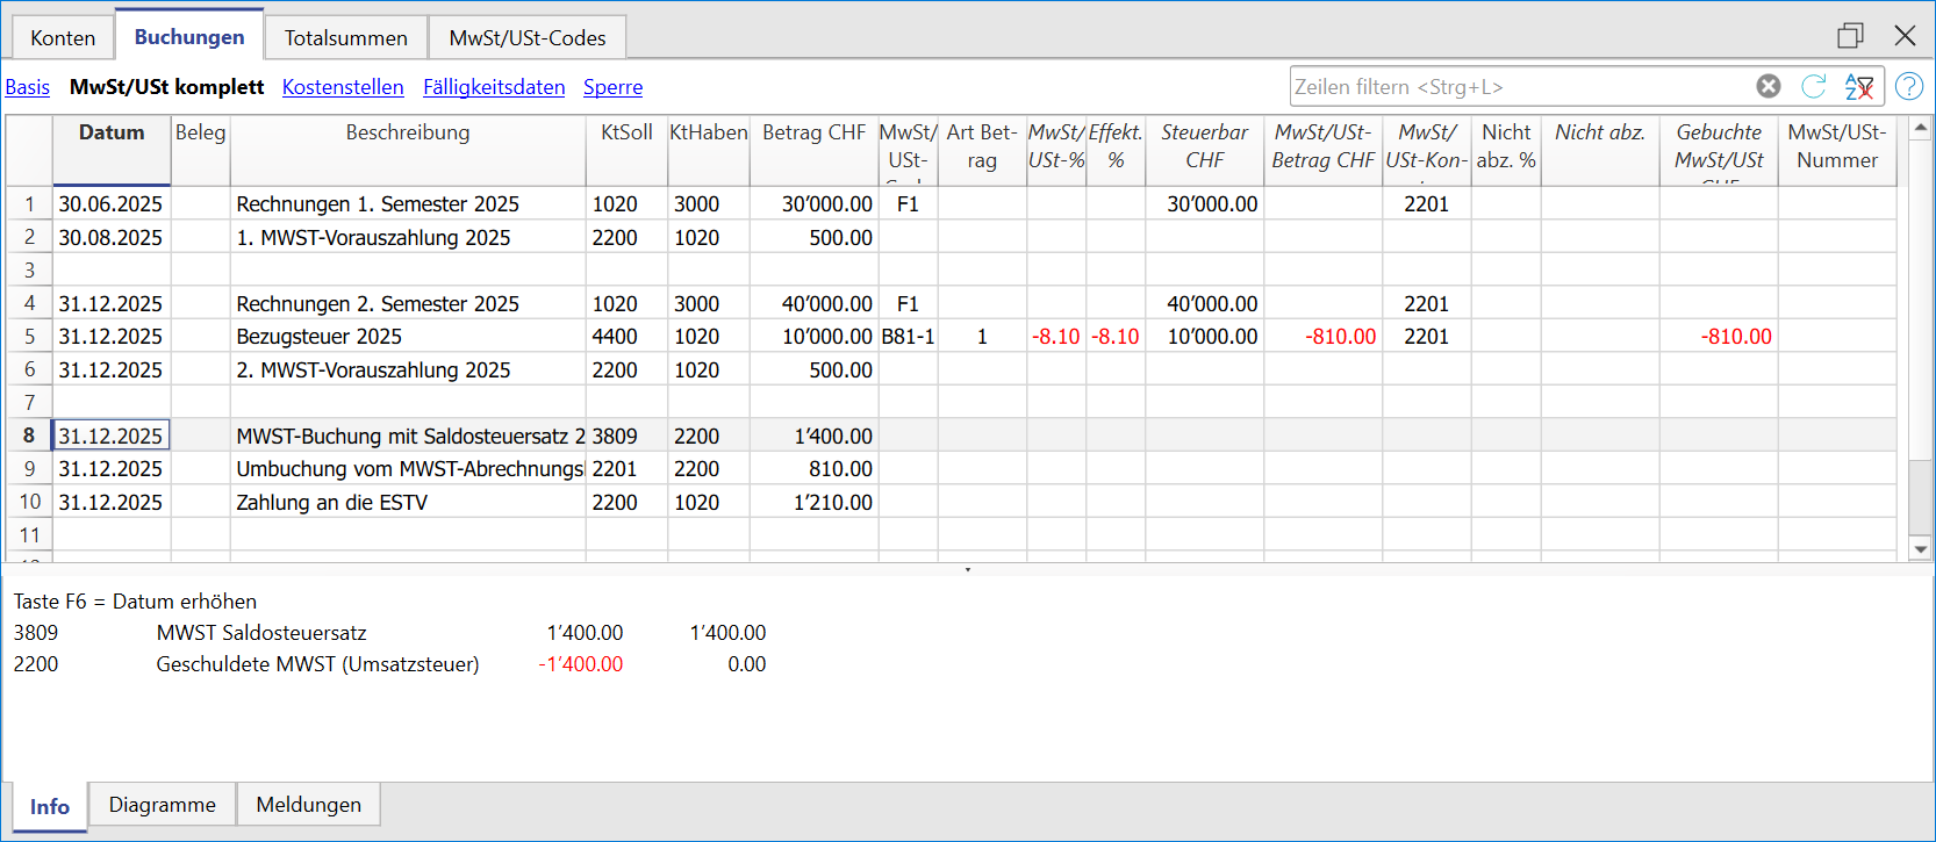 Konten Buchungen Totalsummen MwSt/USt-Codes
Basis MwSt/USt komplett Kostenstellen Fälligkeitsdaten Sperre Zeilen filtern <Strg+L>
Datum Beleg Beschreibung KtSoll KtHaben Betrag CHF MwSt/ Art Bet- MwSt/ Effekt. Steuerbar MwSt/USt- MwSt/ Nicht Nicht abz. Gebuchte MwSt/USt-
USt- rag USt-% % CHF Betrag CHF USt-Kon- abz. % MwSt/USt Nummer
1 30.06.2025 Rechnungen 1. Semester 2025 1020 3000 30’000.00 F1 30’000.00 2201
2 30.08.2025 1. MWST-Vorauszahlung 2025 2200 1020 500.00
3
4 31.12.2025 Rechnungen 2. Semester 2025 1020 3000 40’000.00 F1 40’000.00 2201
5 31.12.2025 Bezugsteuer 2025 4400 1020 10’000.00 B81-1 1 -8.10 -8.10 10’000.00 -810.00 2201 -810.00
6 31.12.2025 2. MWST-Vorauszahlung 2025 2200 1020 500.00
7
8 31.12.2025 MWST-Buchung mit Saldosteuersatz 2 3809 2200 1’400.00
9 31.12.2025 Umbuchung vom MWST-Abrechnungs 2201 2200 810.00
10 31.12.2025 Zahlung an die ESTV 2200 1020 1’210.00
11
Taste F6 = Datum erhöhen
3809 MWST Saldosteuersatz 1’400.00 1’400.00
2200 Geschuldete MWST (Umsatzsteuer) -1’400.00 0.00
Info Diagramme Meldungen